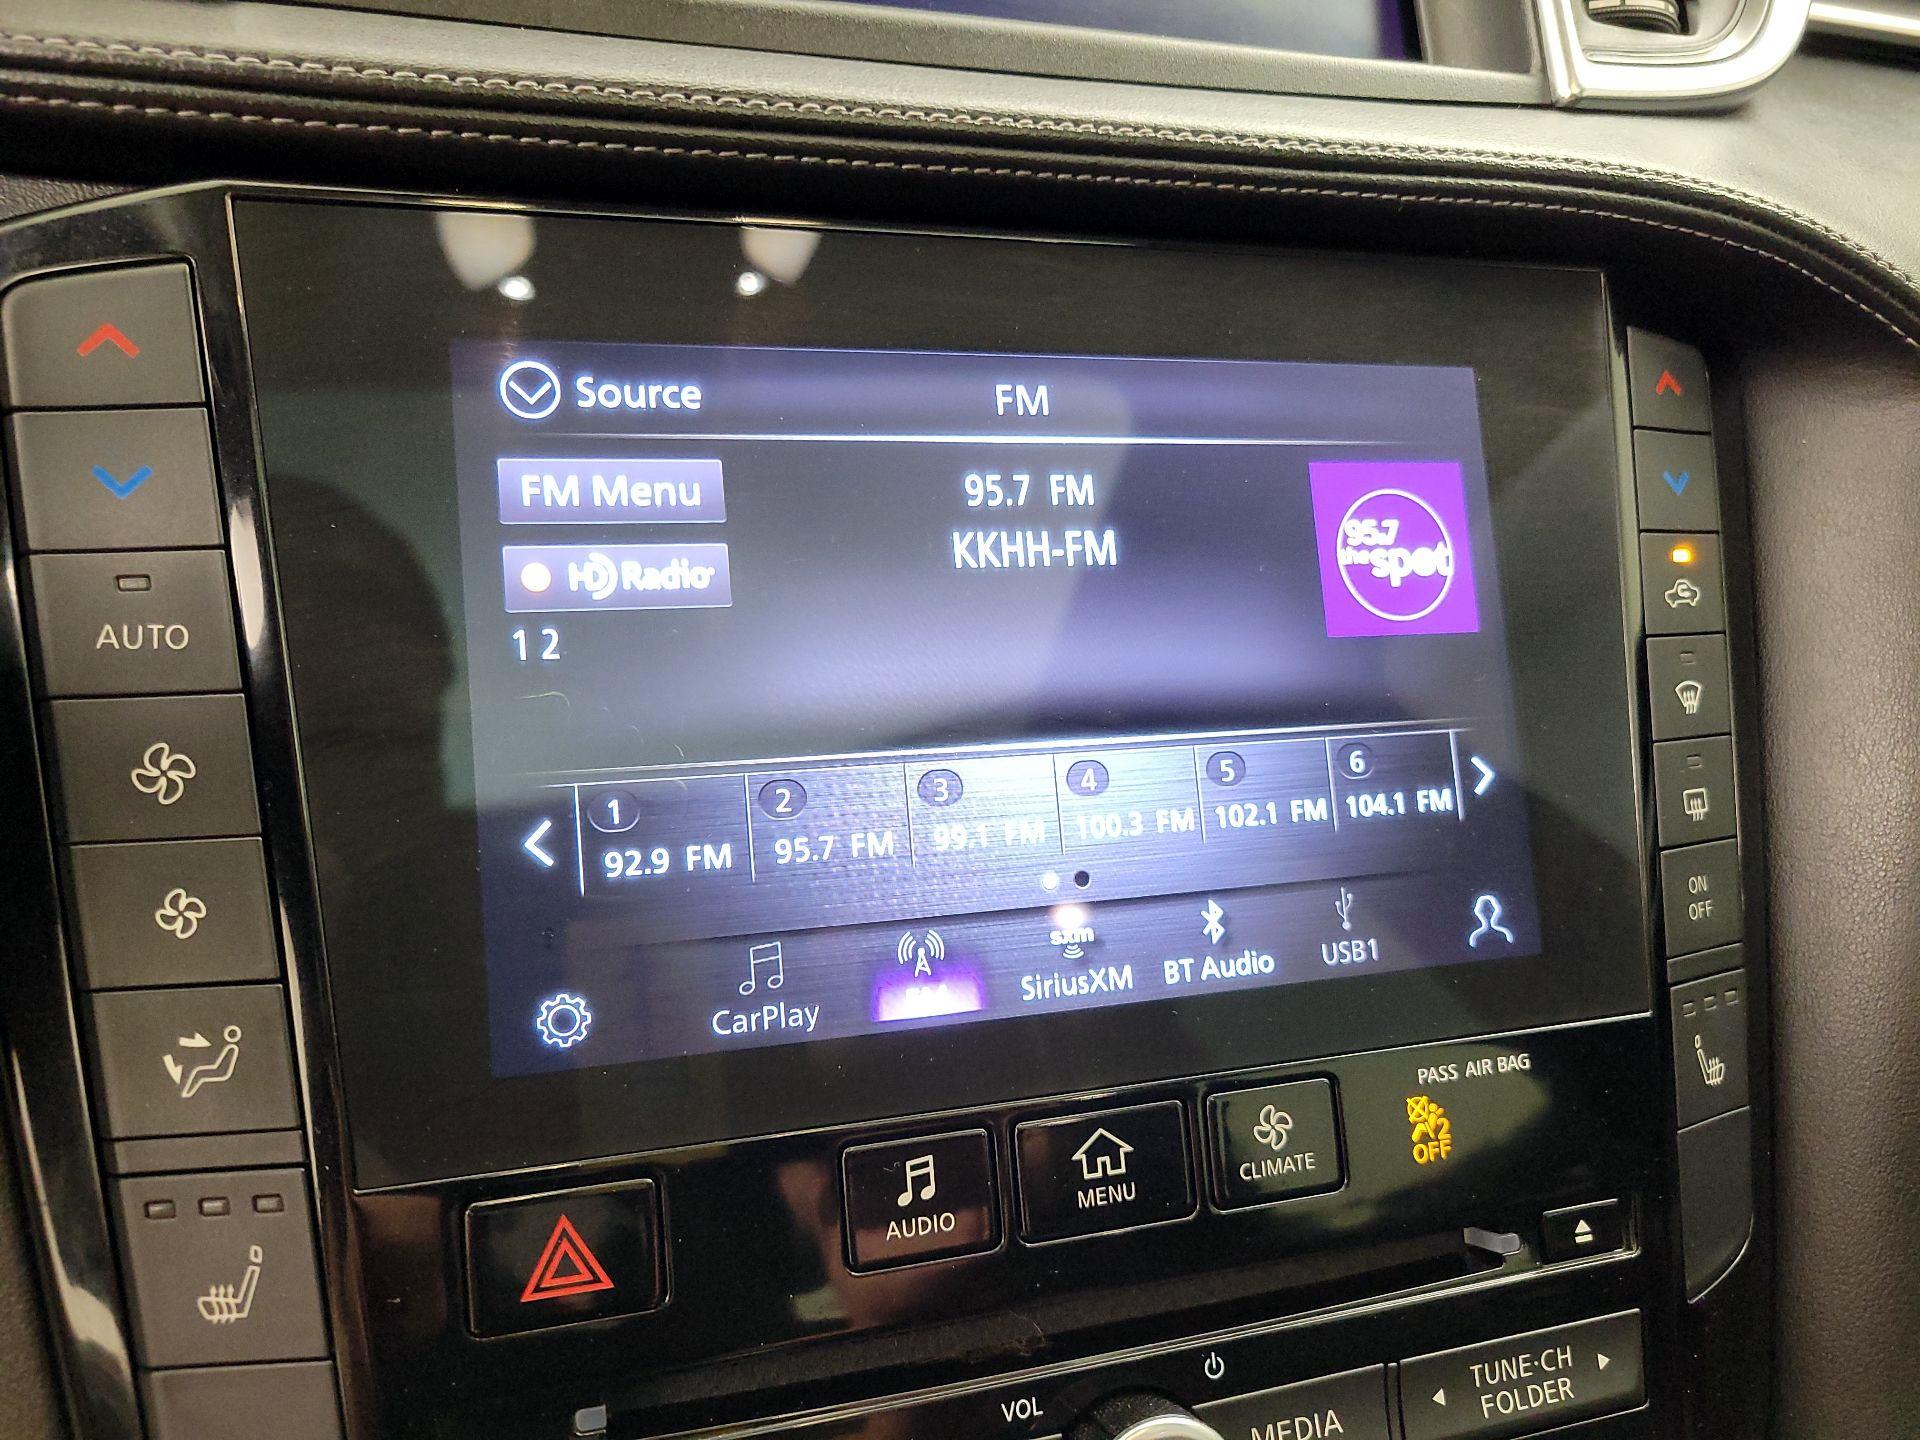 Source
FM
FM Menu
95.7 FM
HD Radio
KKHH-FM
95.7
the spot
1 2
1
2
3
4
5
6
92.9 FM
95.7 FM
99.1 FM
100.3 FM
102.1 FM
104.1 FM
CarPlay
FM
sxm
SiriusXM
BT Audio
USB1
AUTO
ON
OFF
PASS AIR BAG
2
OFF
AUDIO
MENU
CLIMATE
VOL
MEDIA
TUNE·CH
FOLDER